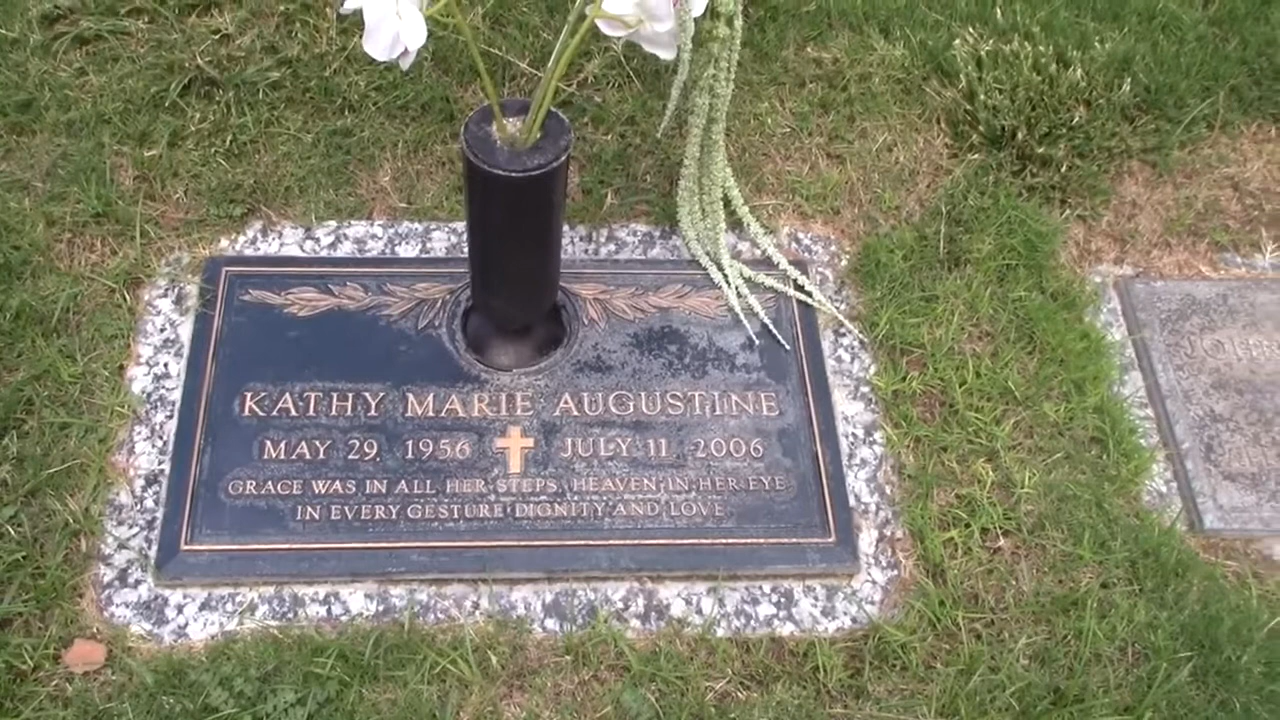 KATHY MARIE AUGUSTINE
MAY 29, 1956 JULY 11, 2006
GRACE WAS IN ALL HER STEPS, HEAVEN IN HER EYE
IN EVERY GESTURE DIGNITY AND LOVE